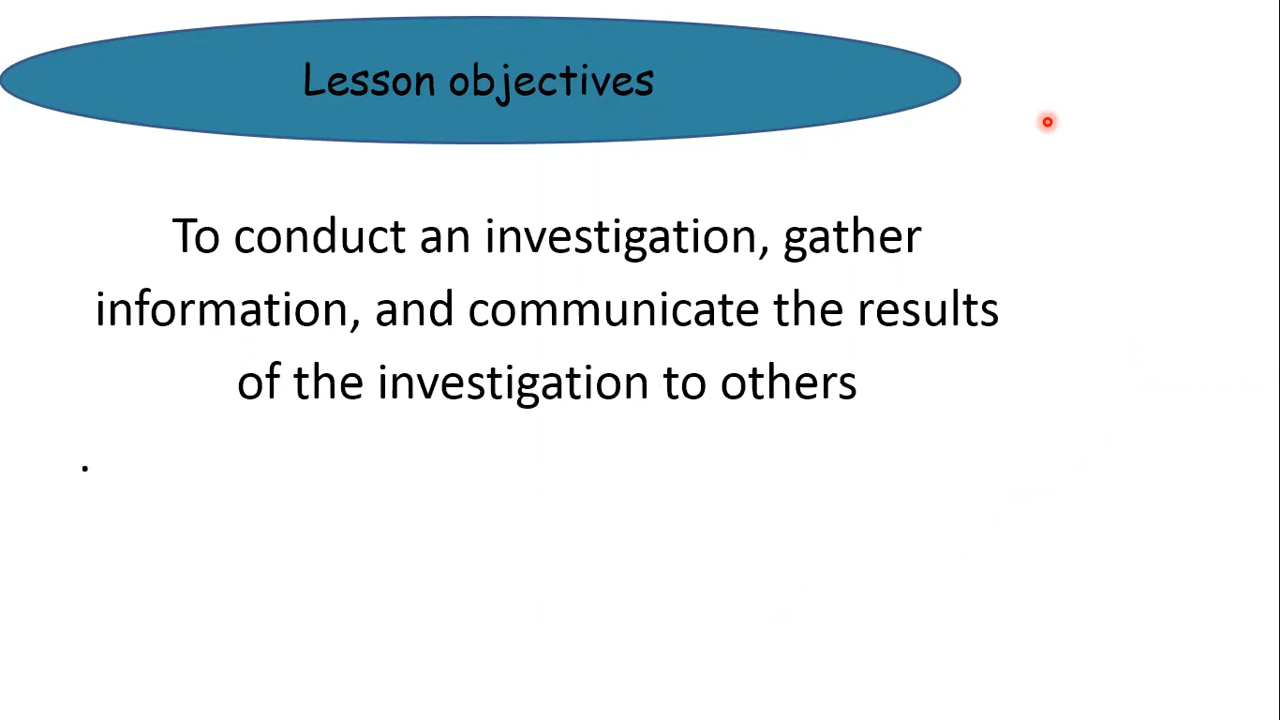 Lesson objectives
To conduct an investigation, gather
information, and communicate the results
of the investigation to others
.